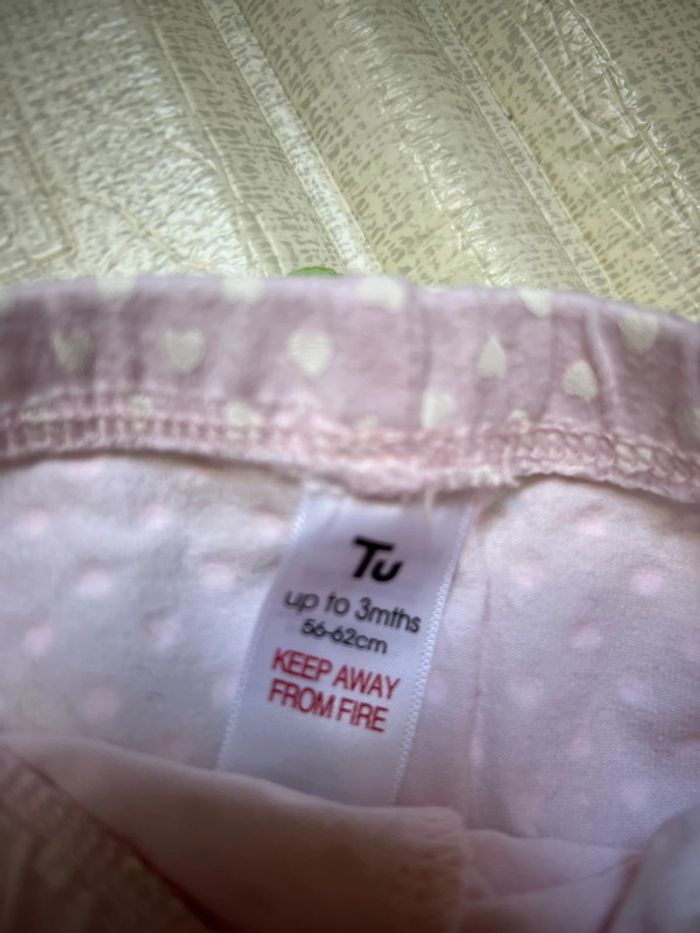 Tu
up to 3mths
56-62cm
KEEP AWAY
FROM FIRE